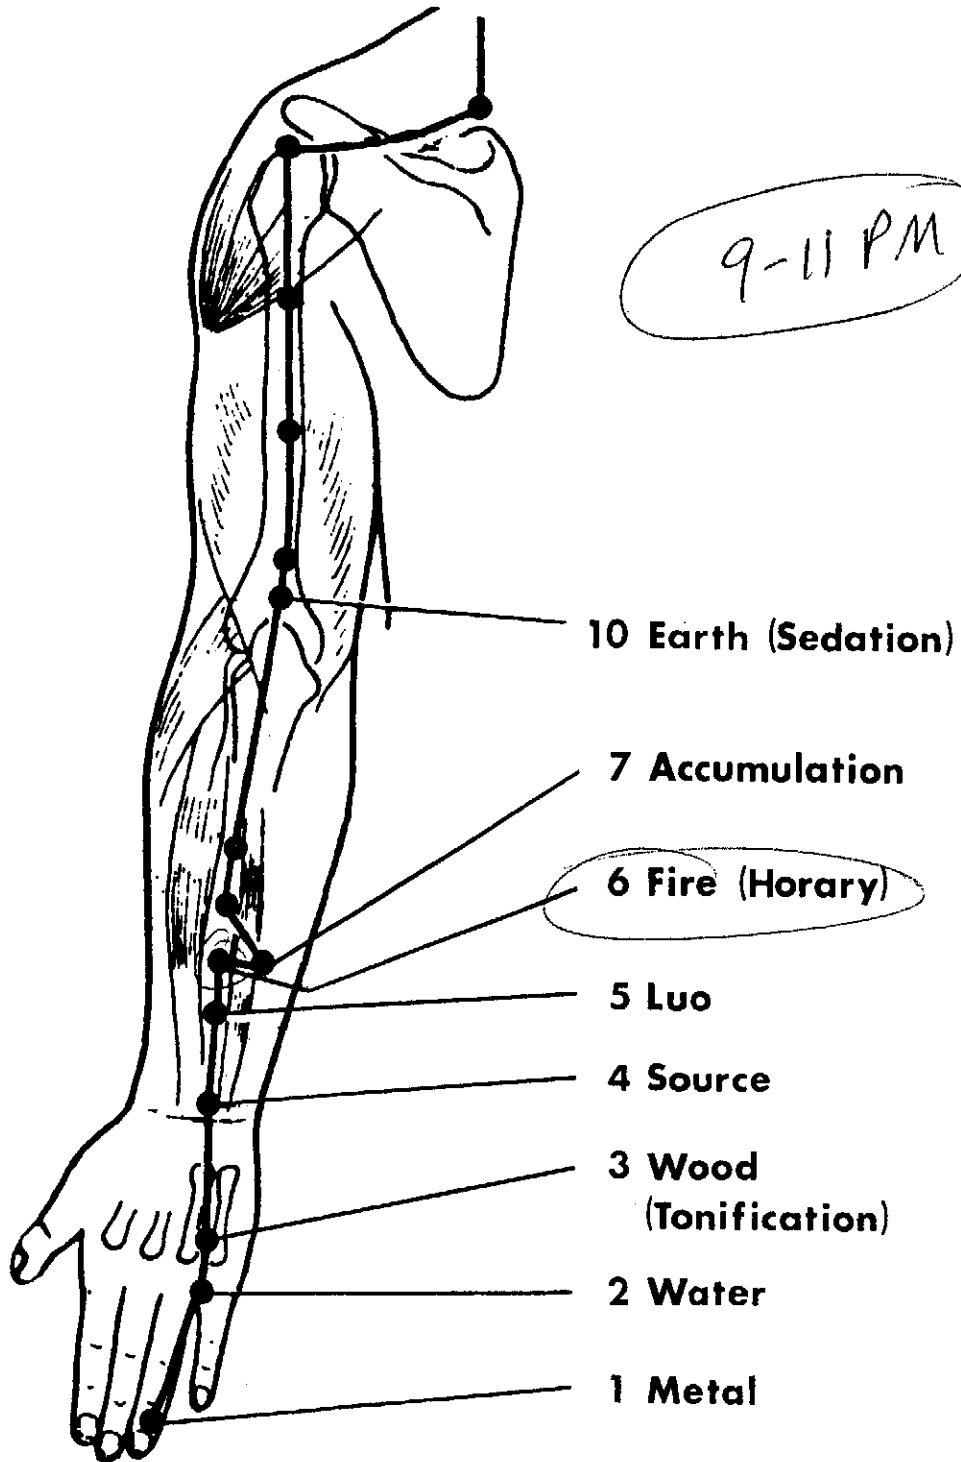 9-11 PM
10 Earth (Sedation)
7 Accumulation
6 Fire (Horary)
5 Luo
4 Source
3 Wood
(Tonification)
2 Water
1 Metal